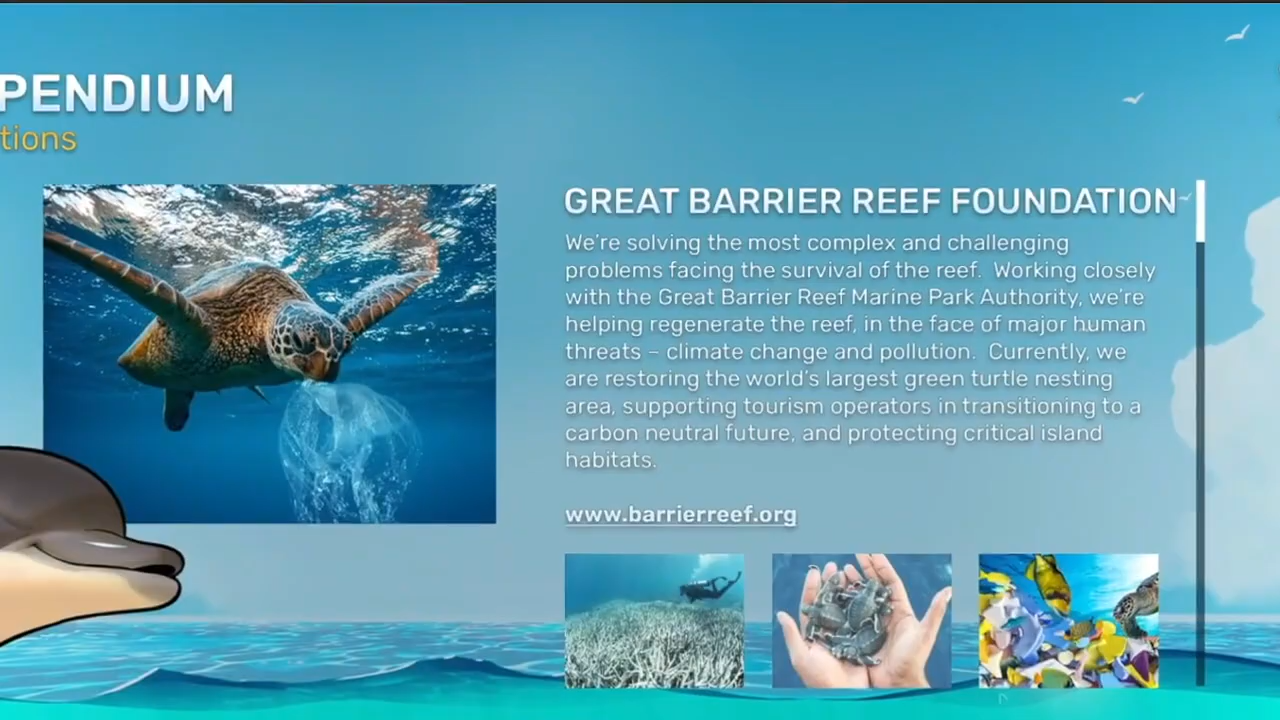 PENDIUM
tions
GREAT BARRIER REEF FOUNDATION
We're solving the most complex and challenging
problems facing the survival of the reef.  Working closely
with the Great Barrier Reef Marine Park Authority, we're
helping regenerate the reef, in the face of major human
threats – climate change and pollution.  Currently, we
are restoring the world's largest green turtle nesting
area, supporting tourism operators in transitioning to a
carbon neutral future, and protecting critical island
habitats.
www.barrierreef.org